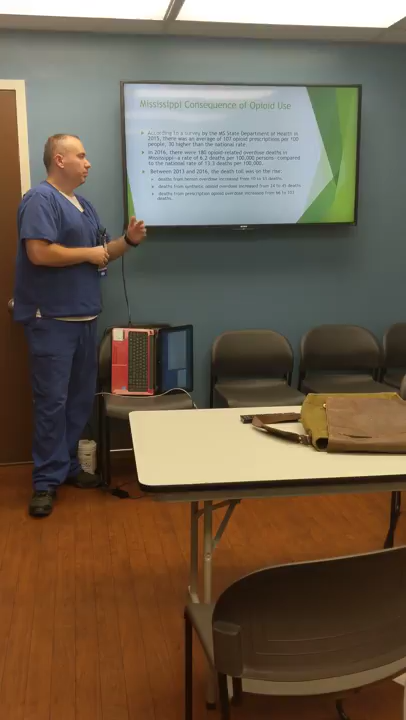 Mississippi Consequence of Opioid Use
According to a survey by the MS State Department of Health in
2015, there was an average of 107 opioid prescriptions per 100
people, 30 higher than the national rate.
In 2016, there were 180 opioid-related overdose deaths in
Mississippi-a rate of 6.2 deaths per 100,000 persons- compared
to the national rate of 13.3 deaths per 100,000.
Between 2013 and 2016, the death toll was on the rise:
deaths from heroin overdose increased from to deaths.
deaths from synthetic opioid overdose increased from 24 to deaths
deaths from prescription opioid overdose increased from to
deaths.